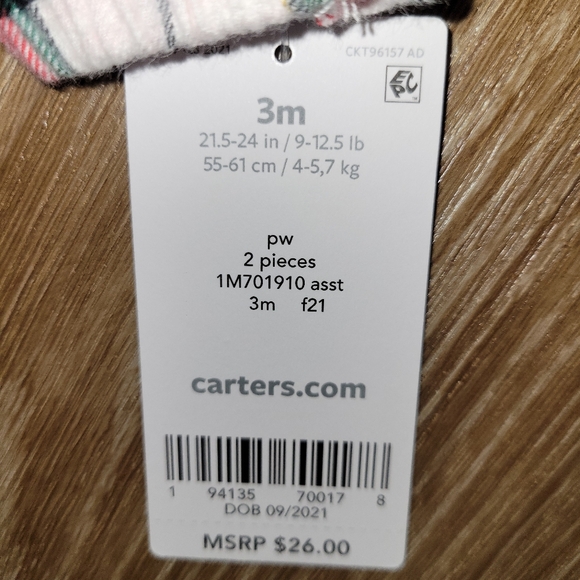 2021
CKT96157 AD
EPC
3m
21.5-24 in / 9-12.5 lb
55-61 cm / 4-5,7 kg
pw
2 pieces
1M701910 asst
3m f21
carters.com
1 94135 70017 8
DOB 09/2021
MSRP $26.00